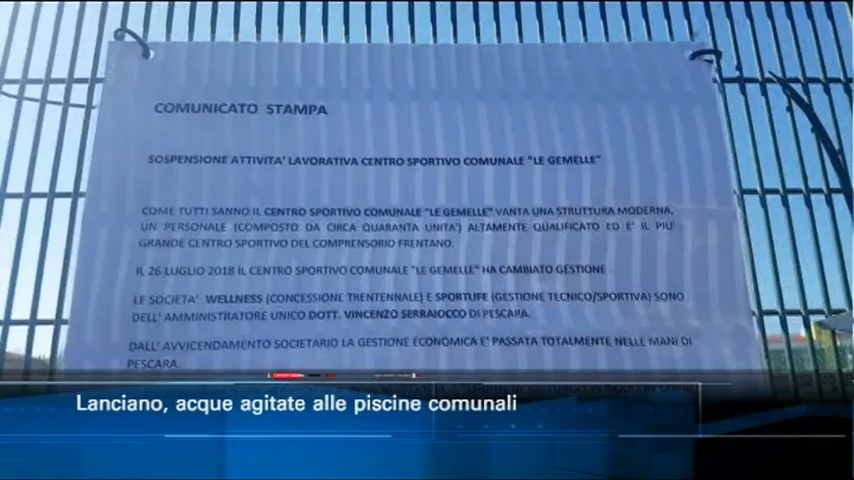 COMUNICATO STAMPA
SOSPENSIONE ATTIVITA' LAVORATIVA CENTRO SPORTIVO COMUNALE "LE GEMELLE"
COME TUTTI SANNO IL CENTRO SPORTIVO COMUNALE "LE GEMELLE" VANTA UNA STRUTTURA MODERNA,
UN PERSONALE (COMPOSTO DA CIRCA QUARANTA UNITA') ALTAMENTE QUALIFICATO ED E' IL PIU'
GRANDE CENTRO SPORTIVO DEL COMPRENSORIO FRENTANO.
IL 26 LUGLIO 2018 IL CENTRO SPORTIVO COMUNALE "LE GEMELLE" HA CAMBIATO GESTIONE .
LE SOCIETA' WELLNESS (CONCESSIONE TRENTENNALE) E SPORTLIFE (GESTIONE TECNICO/SPORTIVA) SONO
DELL' AMMINISTRATORE UNICO DOTT. VINCENZO SERRAIOCCO DI PESCARA.
DALL' AVVICENDAMENTO SOCIETARIO LA GESTIONE ECONOMICA E' PASSATA TOTALMENTE NELLE MANI DI
PESCARA.
Lanciano, acque agitate alle piscine comunali